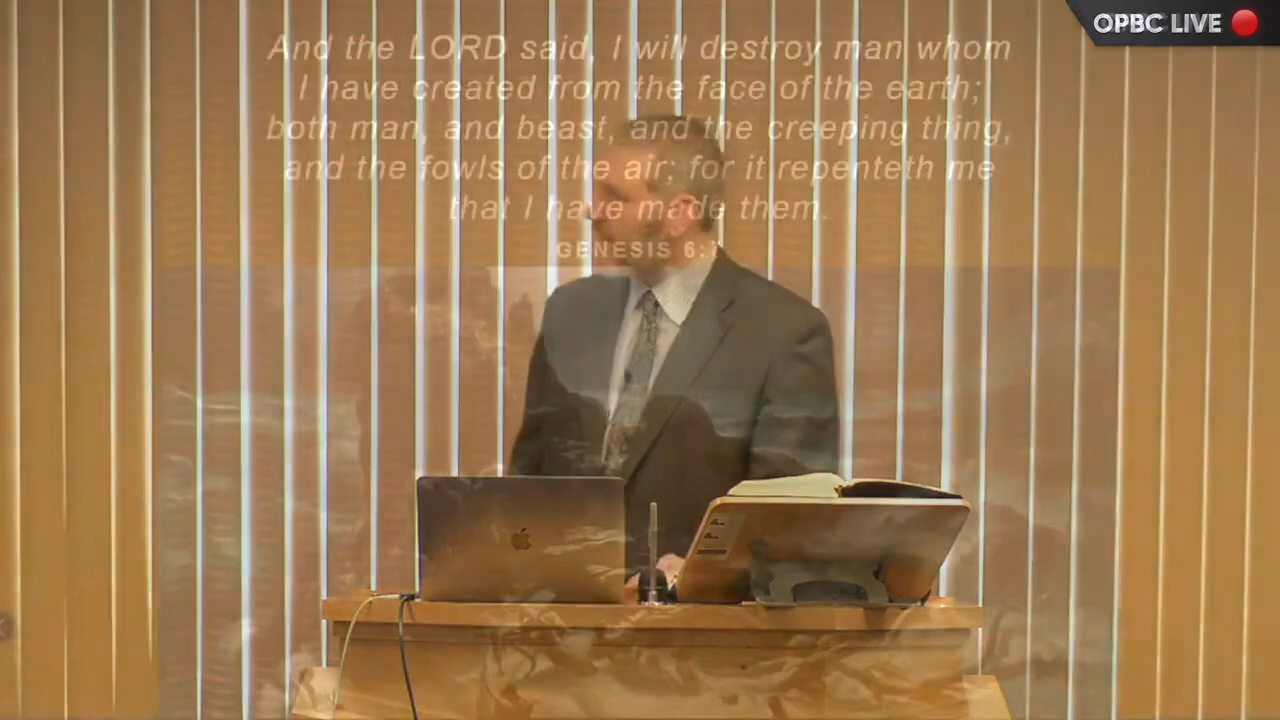 OPBC LIVE
And the LORD said, I will destroy man whom
I have created from the face of the earth;
both man, and beast, and the creeping thing,
and the fowls of the air; for it repenteth me
that I have made them.
GENESIS 6:7